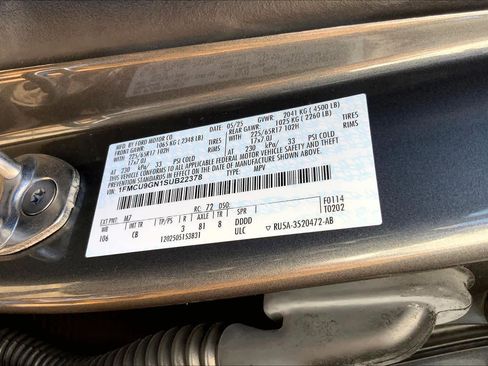 MFD. BY FORD MOTOR CO.
05/25 GVWR: 2041 KG ( 4500 LB)
FRONT GAWR: 1065 KG ( 2348 LB) REAR GAWR: 1025 KG ( 2260 LB)
225/65R17 102H TIRES 225/65R17 102H TIRES
17x7.0J RIMS 17x7.0J RIMS
AT 230 kPa/ 33 PSI COLD AT 230 kPa/ 33 PSI COLD
THIS VEHICLE CONFORMS TO ALL APPLICABLE FEDERAL MOTOR VEHICLE SAFETY AND
THEFT PREVENTION STANDARDS IN EFFECT ON THE DATE OF MANUFACTURE SHOWN ABOVE.
1FMCU9GN1SUB22378 TYPE: MPV
EXT PNT: M7 RC: 72 DSO:
WB INT TR TP/PS R AXLE TR
106 CB 3 81 8 DDDD
1202505153831 ULC
▽ RU5A-3520472-AB
F0114
T0202